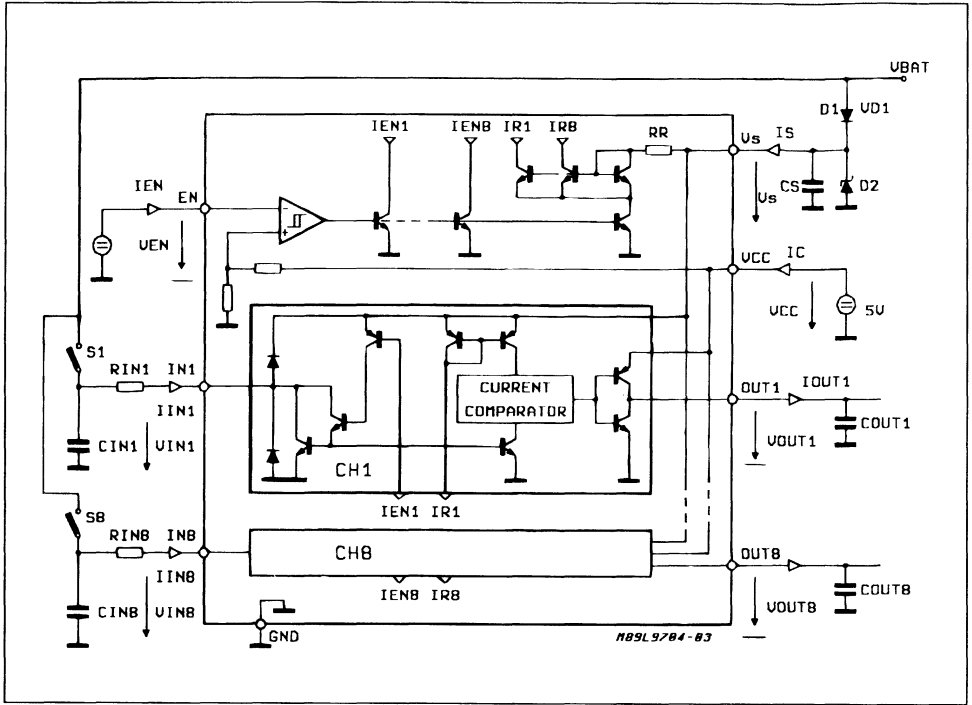 VBAT
D1 VD1
IEN1 IEN8 IR1 IR8 RR
Vs IS
IEN EN
CS D2
Vs
VEN
VCC IC
VCC 5V
S1
RIN1 IN1
IIN1
CURRENT
COMPARATOR
OUT1 IOUT1
CIN1 VIN1
VOUT1 COUT1
CH1
IEN1 IR1
S8
RIN8 IN8
IIN8
CH8
OUT8
IEN8 IR8
CIN8 VIN8
VOUT8 COUT8
GND
M89L9704-03